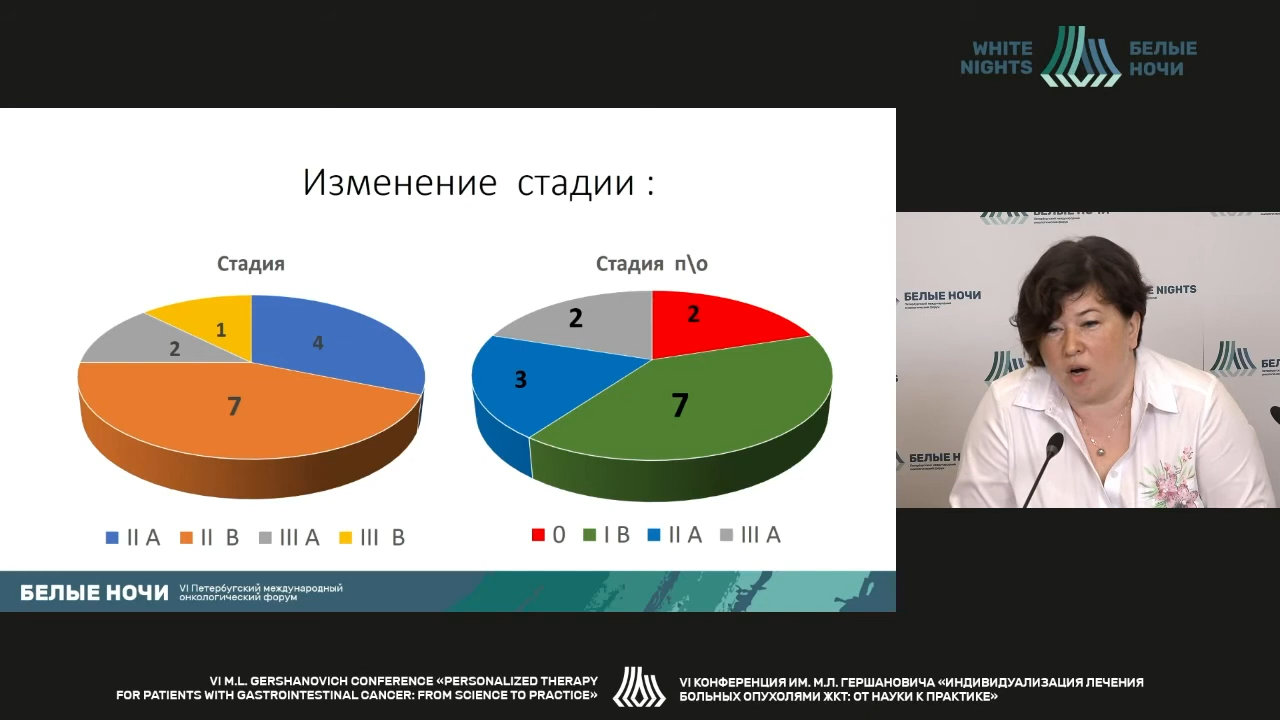 WHITE
NIGHTS
БЕЛЫЕ
НОЧИ
Изменение стадии :
Стадия
4
7
2
1
II A
II B
III A
III B
Стадия п\о
2
7
3
2
0
I B
II A
III A
БЕЛЫЕ НОЧИ
VI Петербугский международный
онкологический форум
БЕЛЫЕ НОЧИ
NIGHTS
БЕЛЫЕ Н
VI M.L. GERSHANOVICH CONFERENCE «PERSONALIZED THERAPY
FOR PATIENTS WITH GASTROINTESTINAL CANCER: FROM SCIENCE TO PRACTICE»
VI КОНФЕРЕНЦИЯ ИМ. М.Л. ГЕРШАНОВИЧА «ИНДИВИДУАЛИЗАЦИЯ ЛЕЧЕНИЯ
БОЛЬНЫХ ОПУХОЛЯМИ ЖКТ: ОТ НАУКИ К ПРАКТИКЕ»